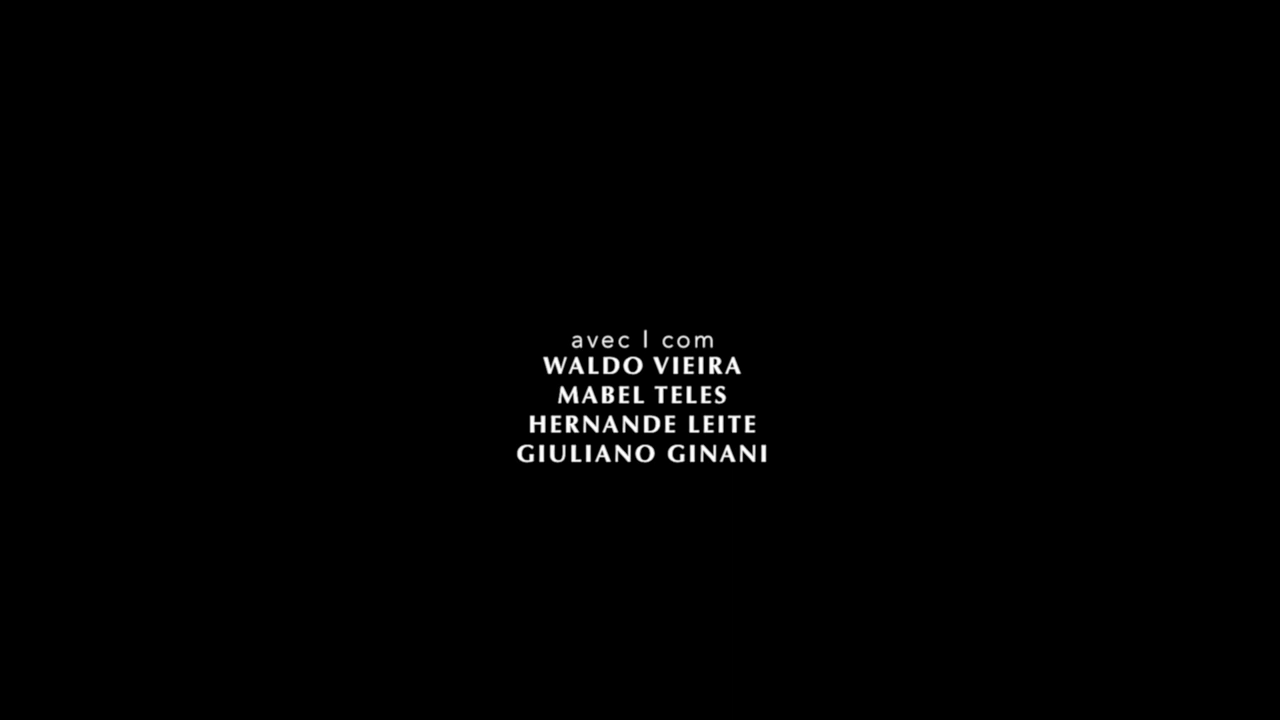 avec | com
WALDO VIEIRA
MABEL TELES
HERNANDE LEITE
GIULIANO GINANI